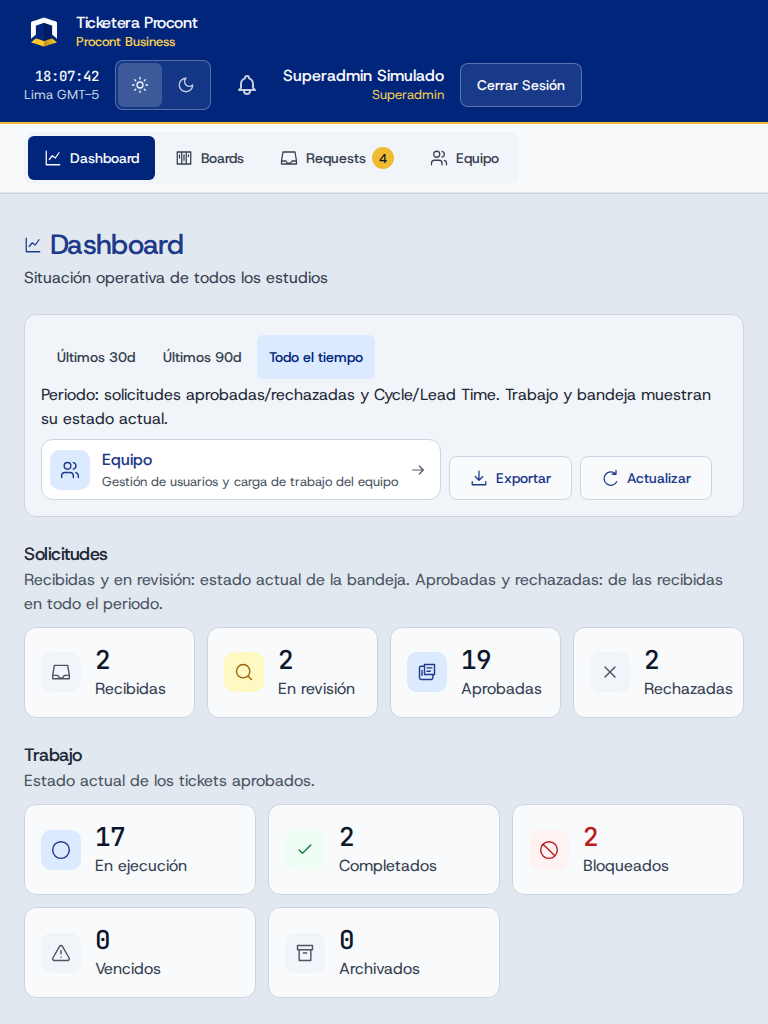 Ticketera Procont
Procont Business
18:07:42
Lima GMT-5
Superadmin Simulado
Superadmin
Cerrar Sesión
Dashboard
Boards
Requests 4
Equipo
Dashboard
Situación operativa de todos los estudios
Últimos 30d
Últimos 90d
Todo el tiempo
Periodo: solicitudes aprobadas/rechazadas y Cycle/Lead Time. Trabajo y bandeja muestran
su estado actual.
Equipo
Gestión de usuarios y carga de trabajo del equipo
Exportar
Actualizar
Solicitudes
Recibidas y en revisión: estado actual de la bandeja. Aprobadas y rechazadas: de las recibidas
en todo el periodo.
2
Recibidas
2
En revisión
19
Aprobadas
2
Rechazadas
Trabajo
Estado actual de los tickets aprobados.
17
En ejecución
2
Completados
2
Bloqueados
0
Vencidos
0
Archivados